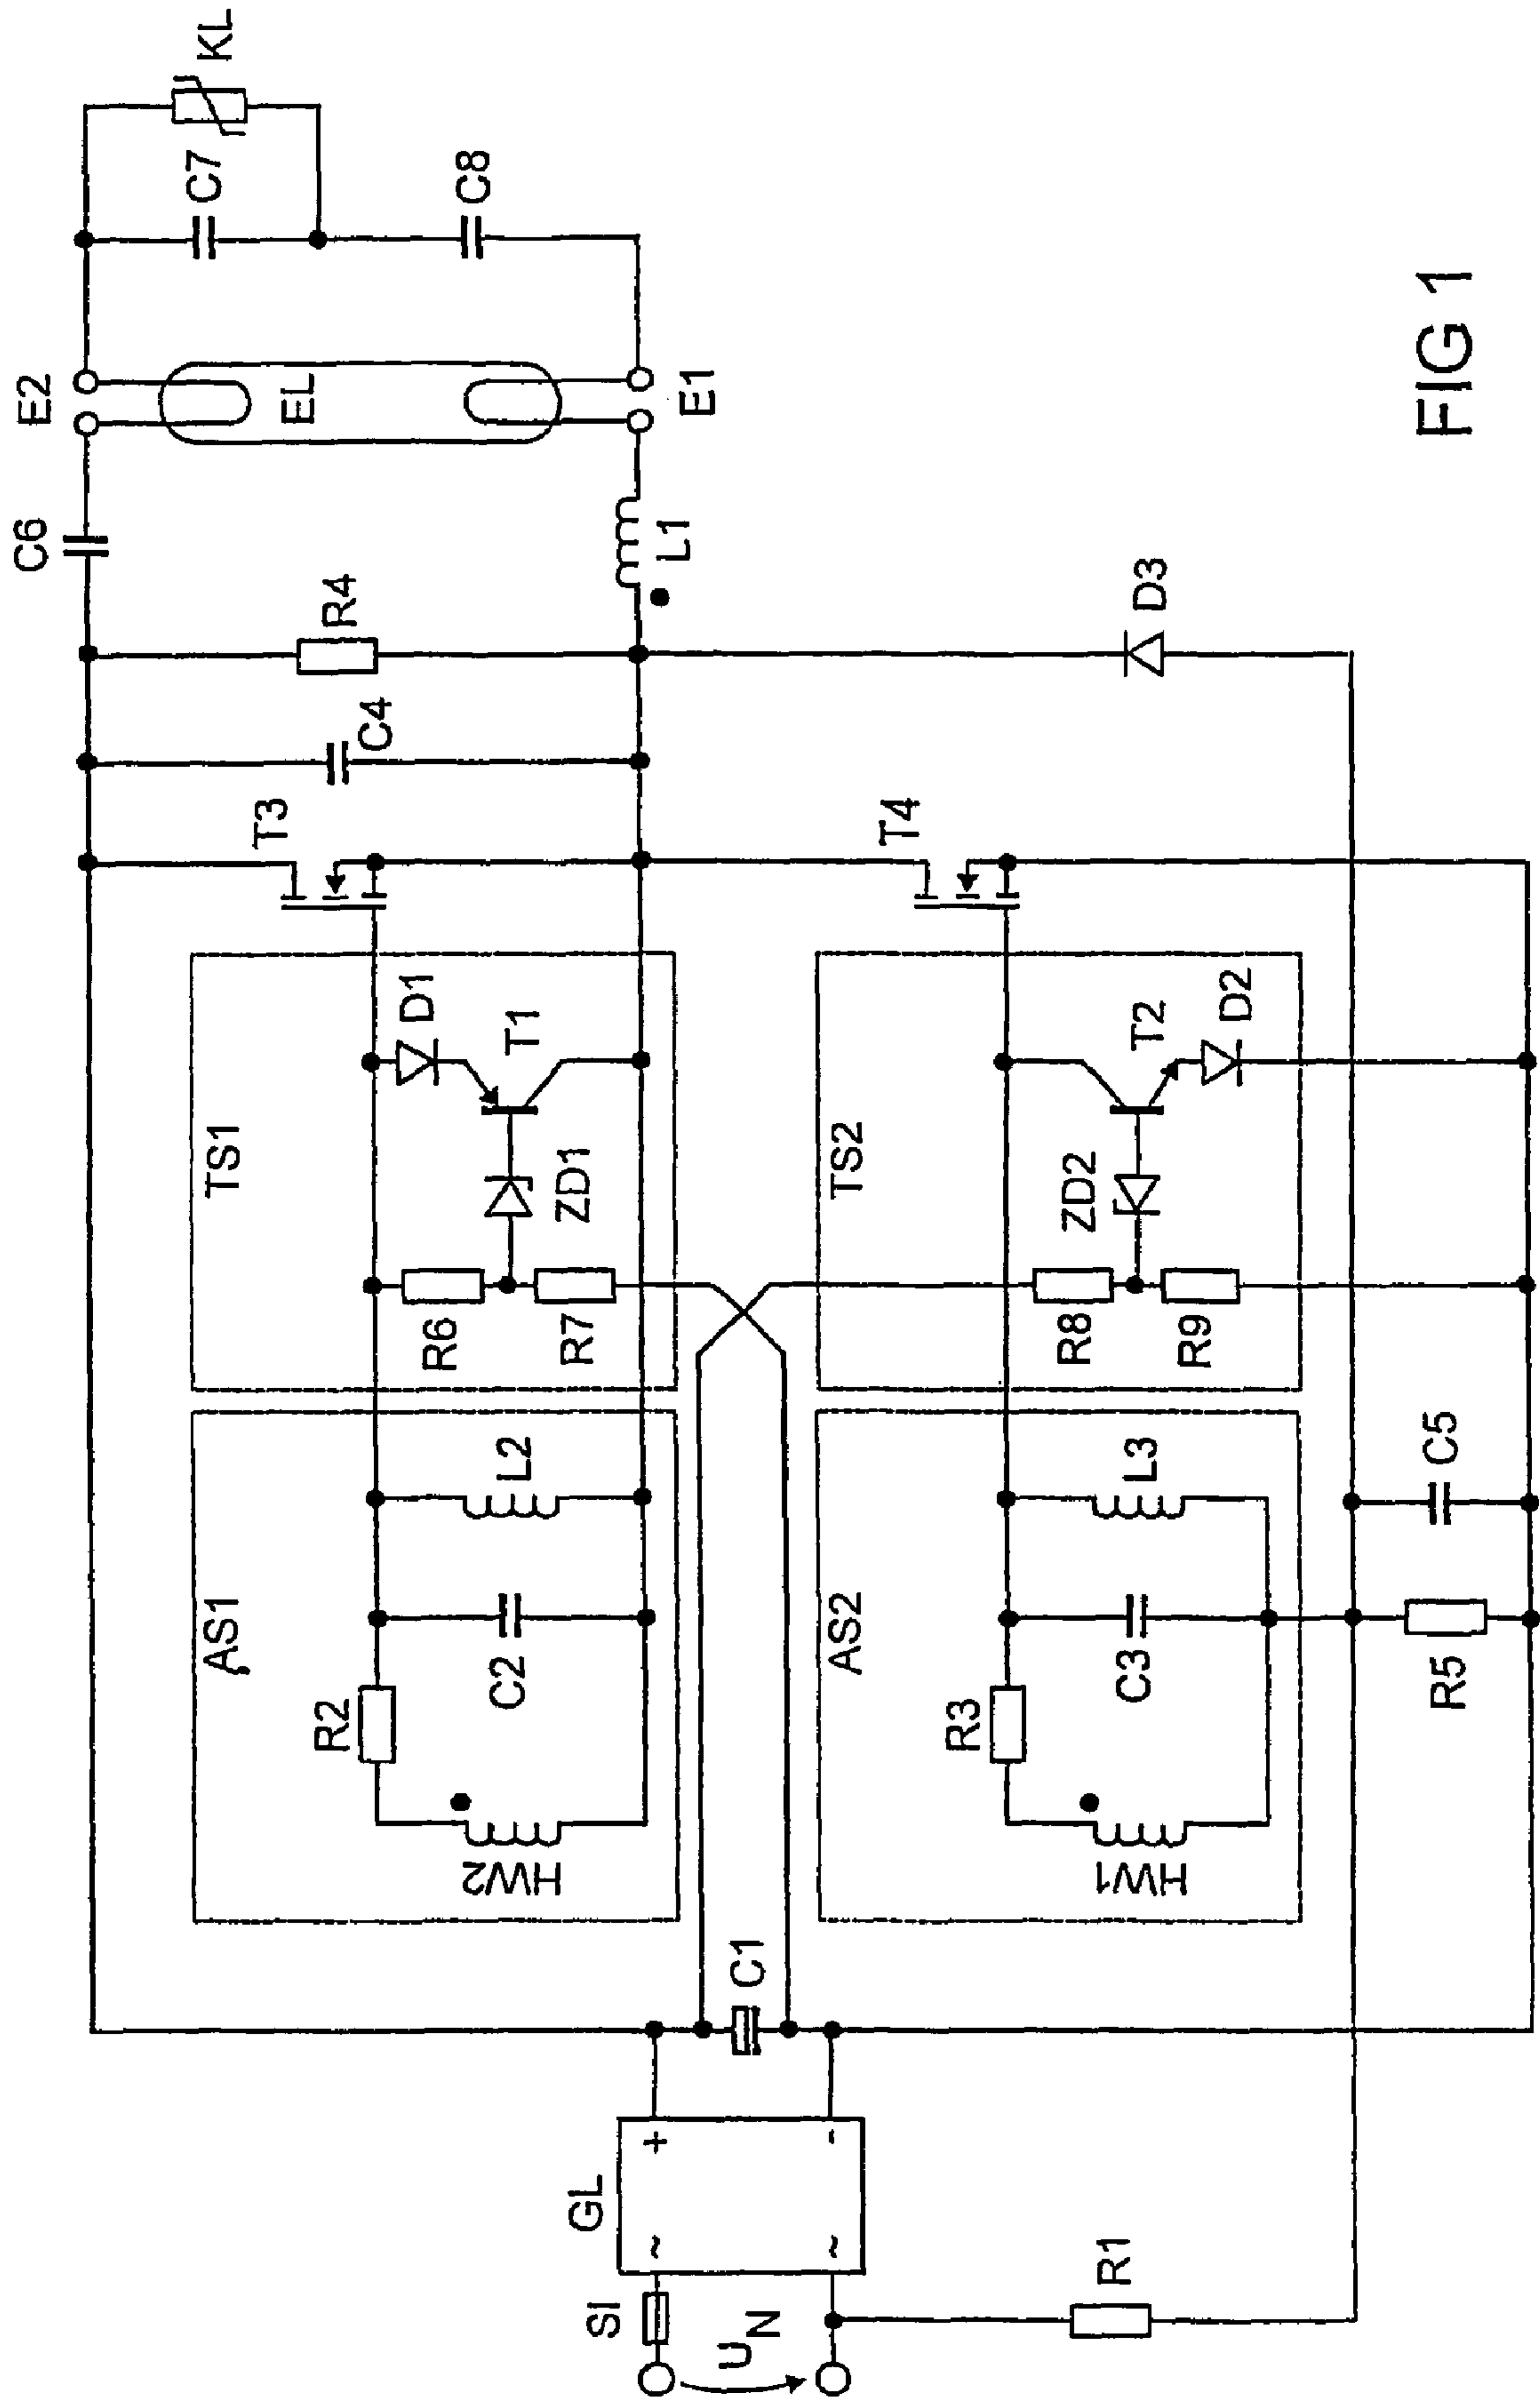 KL
C7
C8
E2
EL
E1
C6
R4
L1
D3
C4
T3
T4
FIG 1
TS1
D1
T1
ZD1
R6
R7
TS2
T2
D2
ZD2
R8
R9
AS1
L2
C2
R2
HW2
AS2
L3
C3
R3
HW1
C5
R5
C1
GL
+
-
~
~
SI
UN
R1